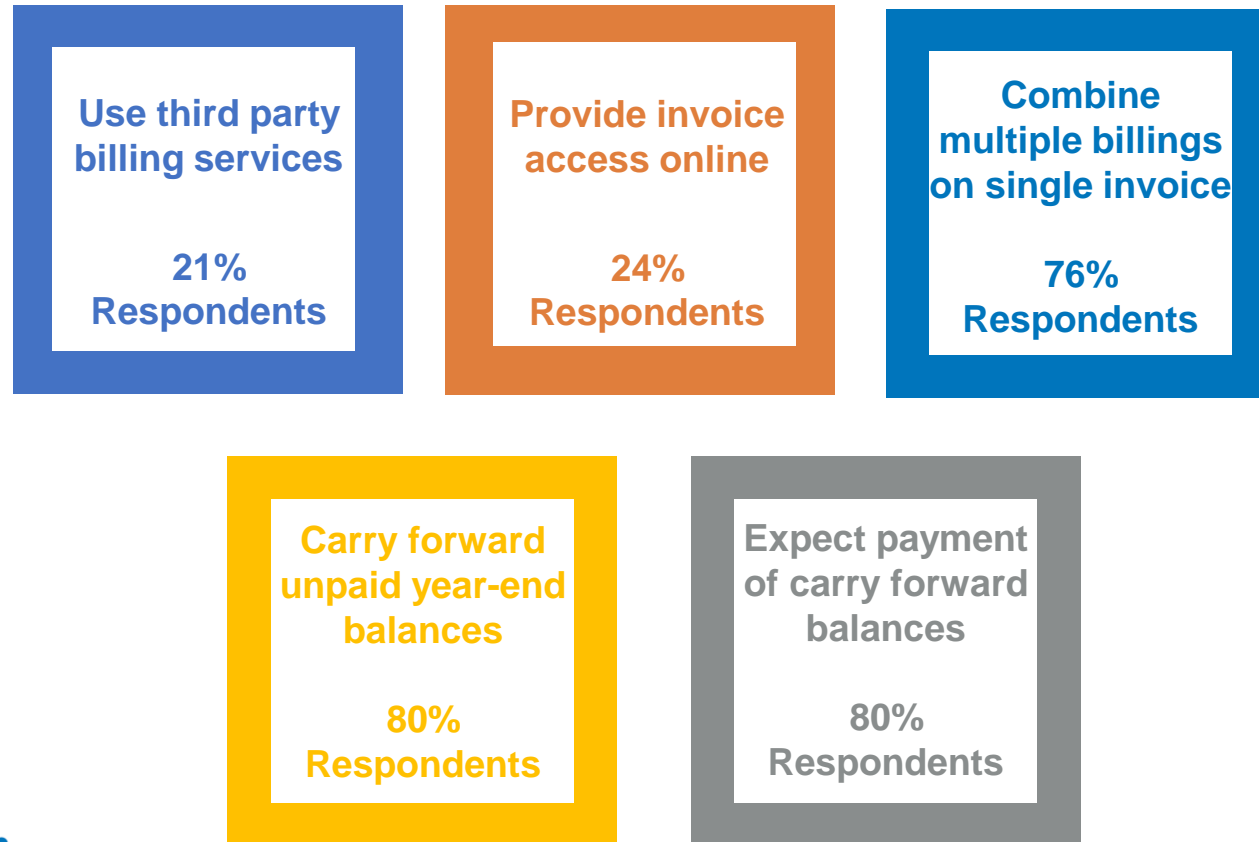 Use third party
billing services
21%
Respondents
Provide invoice
access online
24%
Respondents
Combine
multiple billings
on single invoice
76%
Respondents
Carry forward
unpaid year-end
balances
80%
Respondents
Expect payment
of carry forward
balances
80%
Respondents